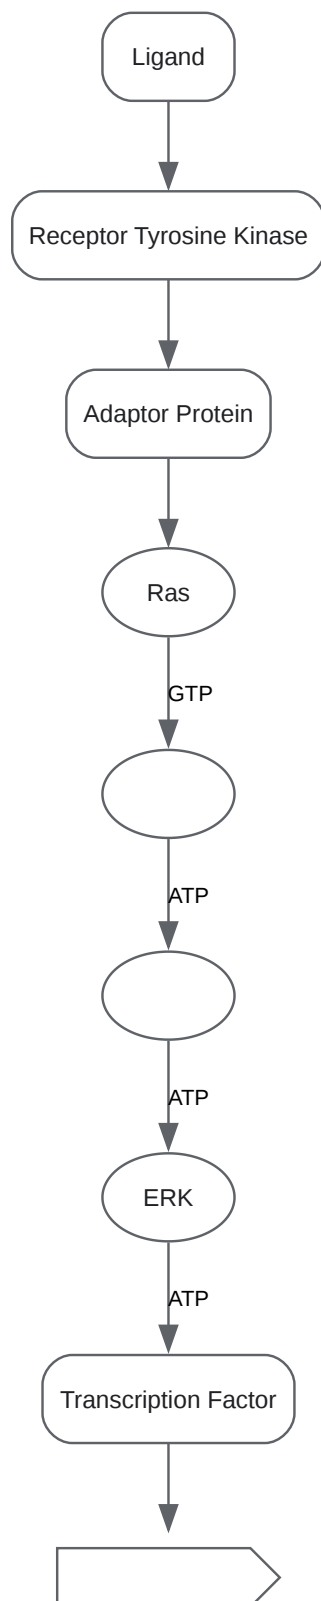 Ligand
Receptor Tyrosine Kinase
Adaptor Protein
Ras
GTP
ATP
ATP
ERK
ATP
Transcription Factor